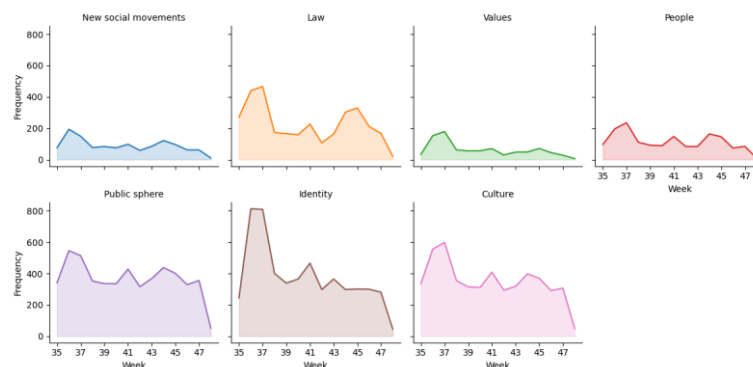 New social movements
Law
Values
People
Frequency
800
600
400
200
0
35 37 39 41 43 45 47
Week
Public sphere
Identity
Culture
Frequency
800
600
400
200
0
35 37 39 41 43 45 47
35 37 39 41 43 45 47
35 37 39 41 43 45 47
Week
Week
Week